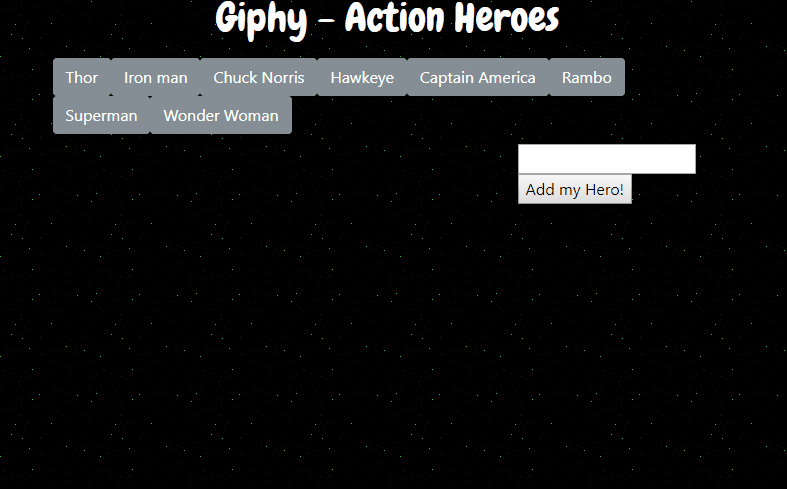 Giphy - Action Heroes
Thor Iron man Chuck Norris Hawkeye Captain America Rambo
Superman Wonder Woman
Add my Hero!